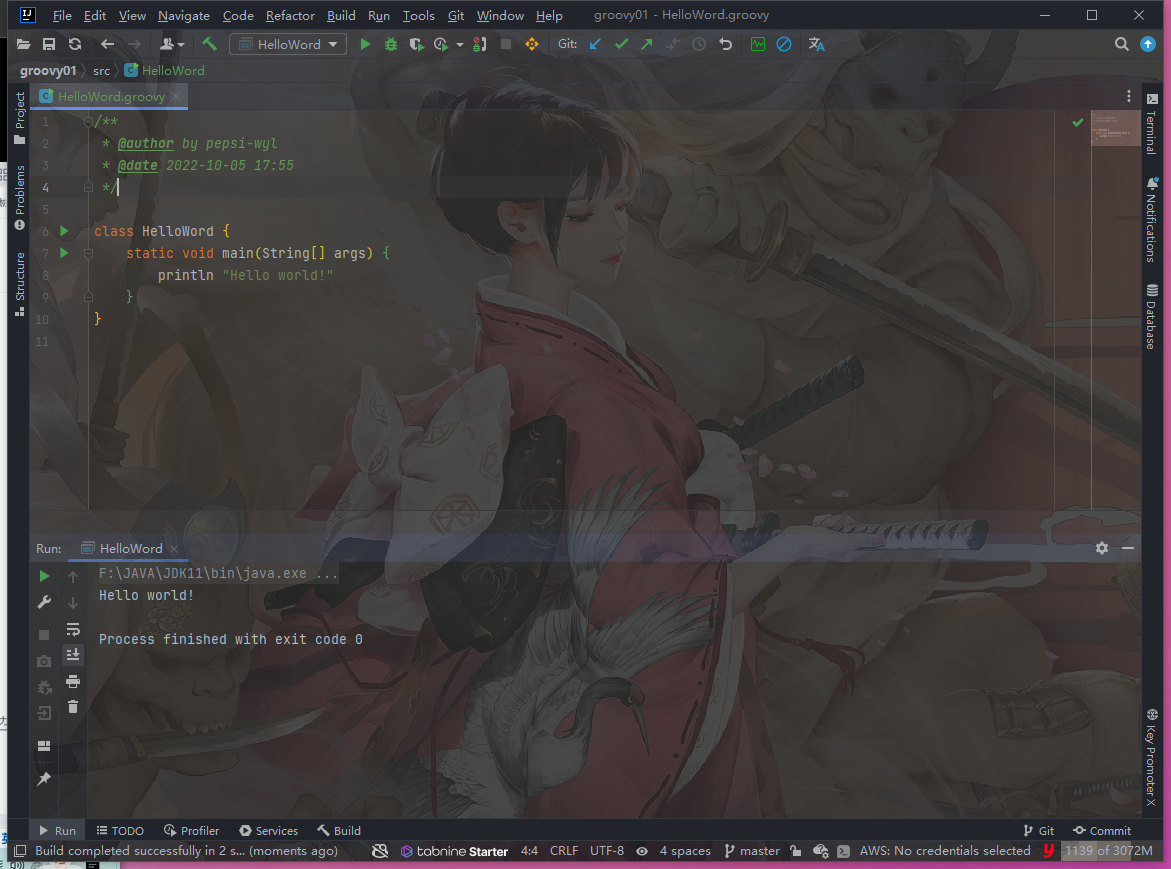 File Edit View Navigate Code Refactor Build Run Tools Git Window Help groovy01 - HelloWord.groovy
HelloWord Git:
groovy01 src HelloWord
HelloWord.groovy
Project
Problems
Structure
1 /**
2 * @author by pepsi-wyl
3 * @date 2022-10-05 17:55
4 */
5
6 class HelloWord {
7 static void main(String[] args) {
8 println "Hello world!"
9 }
10 }
11
Terminal
Notifications
Database
Key Promoter X
Run: HelloWord
F:\JAVA\JDK11\bin\java.exe ...
Hello world!
Process finished with exit code 0
Run TODO Profiler Services Build Git Commit
Build completed successfully in 2 s... (moments ago) tabnine Starter 4:4 CRLF UTF-8 4 spaces master AWS: No credentials selected y 1139 of 3072M